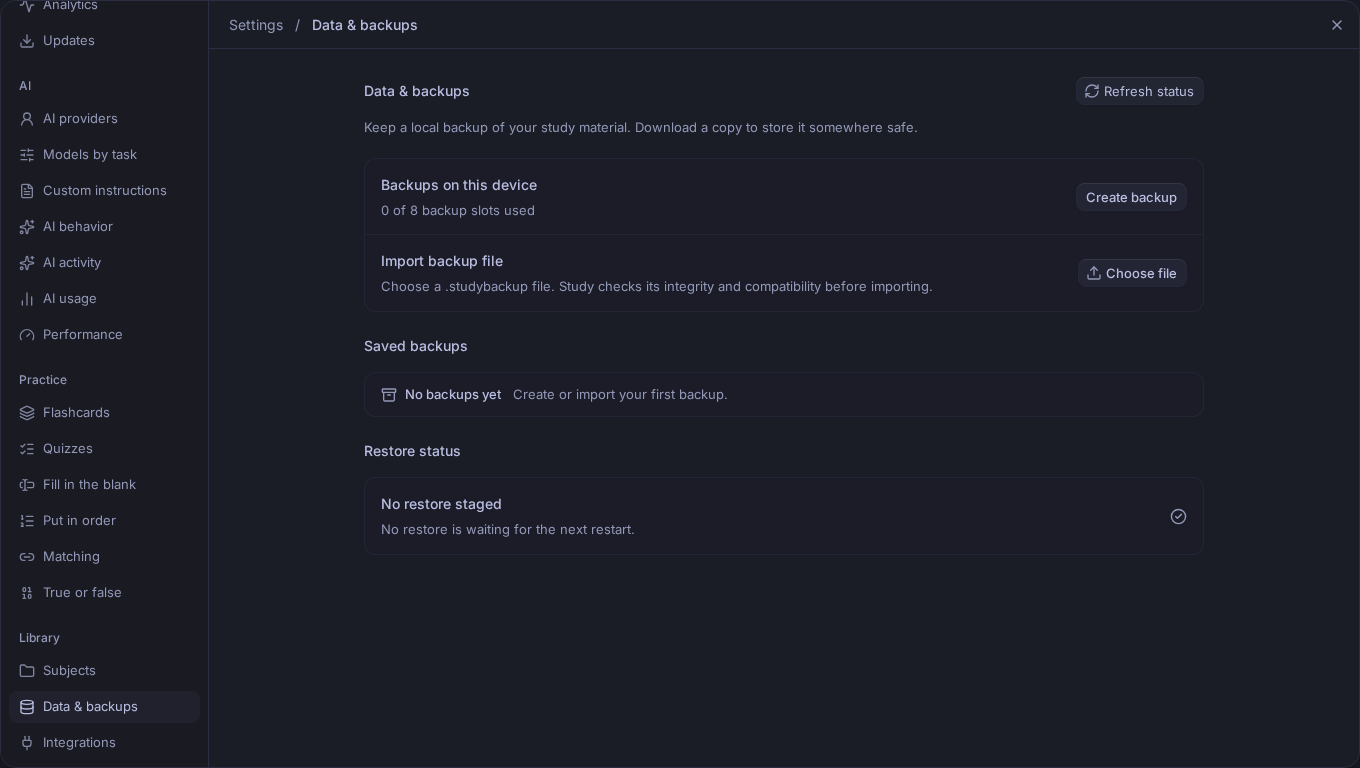 Analytics
Updates
AI
AI providers
Models by task
Custom instructions
AI behavior
AI activity
AI usage
Performance
Practice
Flashcards
Quizzes
Fill in the blank
Put in order
Matching
True or false
Library
Subjects
Data & backups
Integrations
Settings / Data & backups
Data & backups
Refresh status
Keep a local backup of your study material. Download a copy to store it somewhere safe.
Backups on this device
0 of 8 backup slots used
Create backup
Import backup file
Choose a .studybackup file. Study checks its integrity and compatibility before importing.
Choose file
Saved backups
No backups yet Create or import your first backup.
Restore status
No restore staged
No restore is waiting for the next restart.